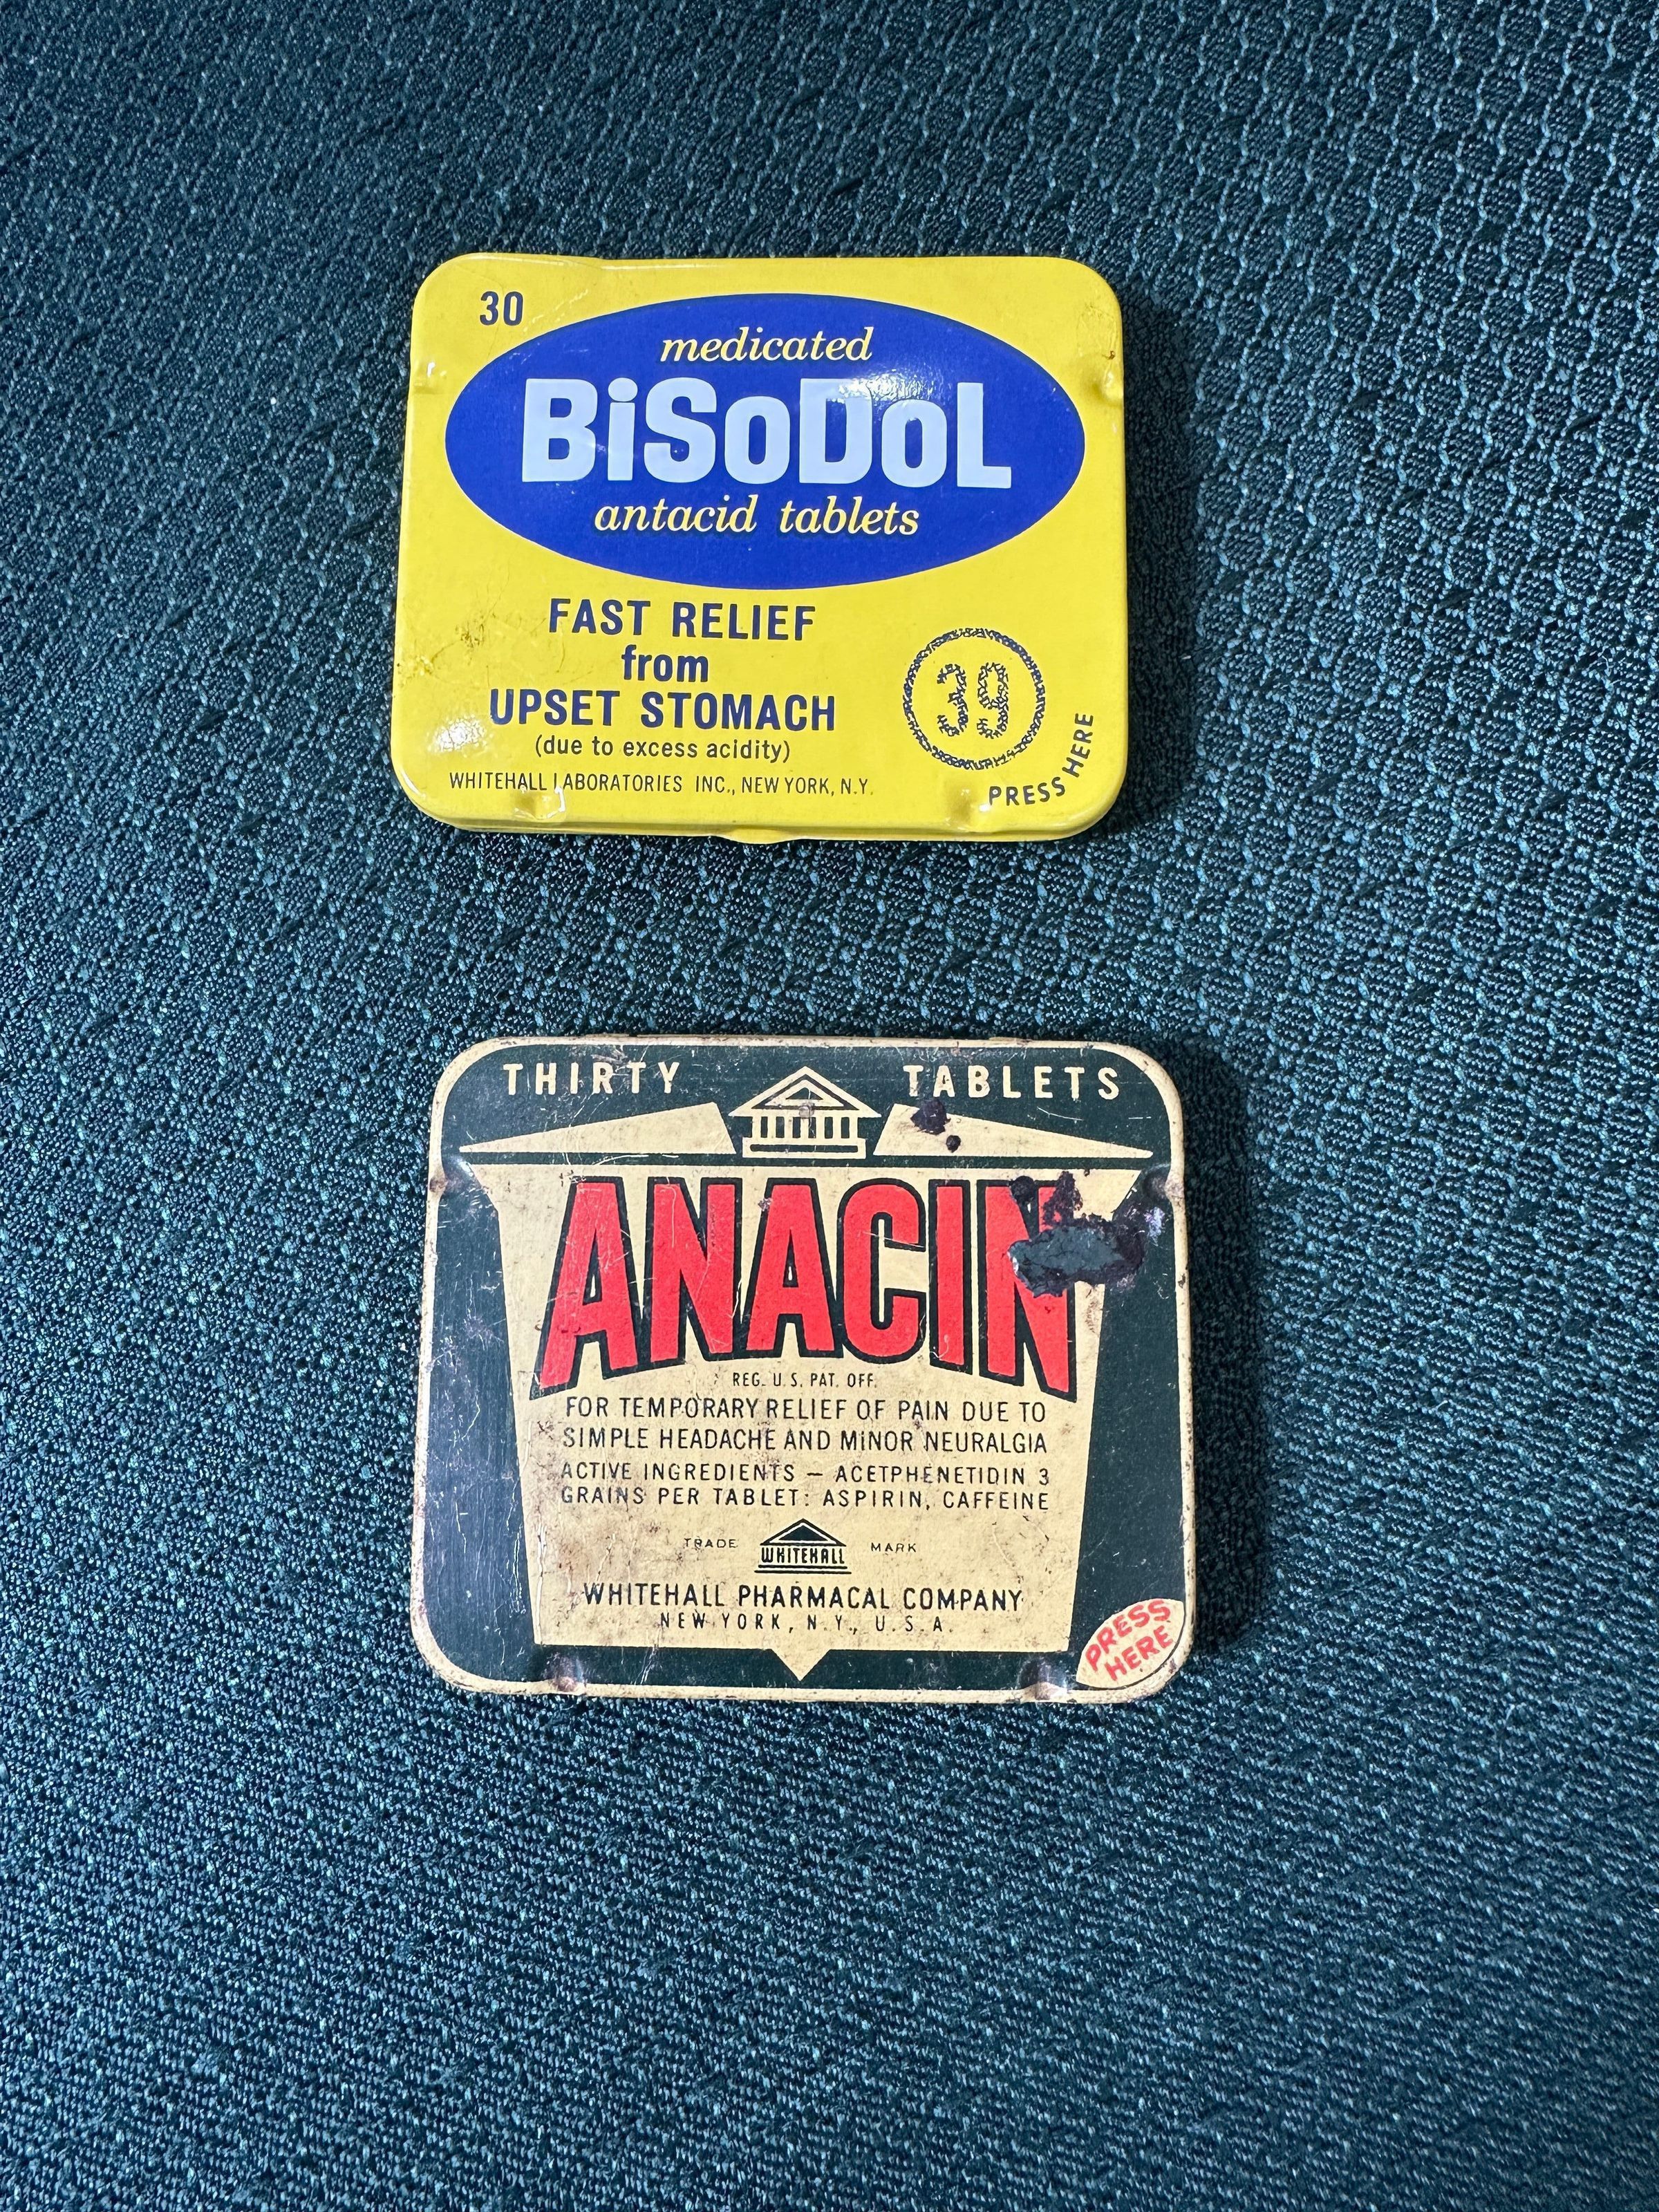 30
medicated
BiSoDoL
antacid tablets
FAST RELIEF
from
UPSET STOMACH
(due to excess acidity)
39
WHITEHALL LABORATORIES INC., NEW YORK, N.Y.
PRESS HERE
THIRTY TABLETS
ANACIN
REG. U.S. PAT. OFF.
FOR TEMPORARY RELIEF OF PAIN DUE TO
SIMPLE HEADACHE AND MINOR NEURALGIA
ACTIVE INGREDIENTS — ACETPHENETIDIN 3
GRAINS PER TABLET: ASPIRIN, CAFFEINE
TRADE WHITEHALL MARK
WHITEHALL PHARMACAL COMPANY
NEW YORK, N.Y., U.S.A.
PRESS
HERE